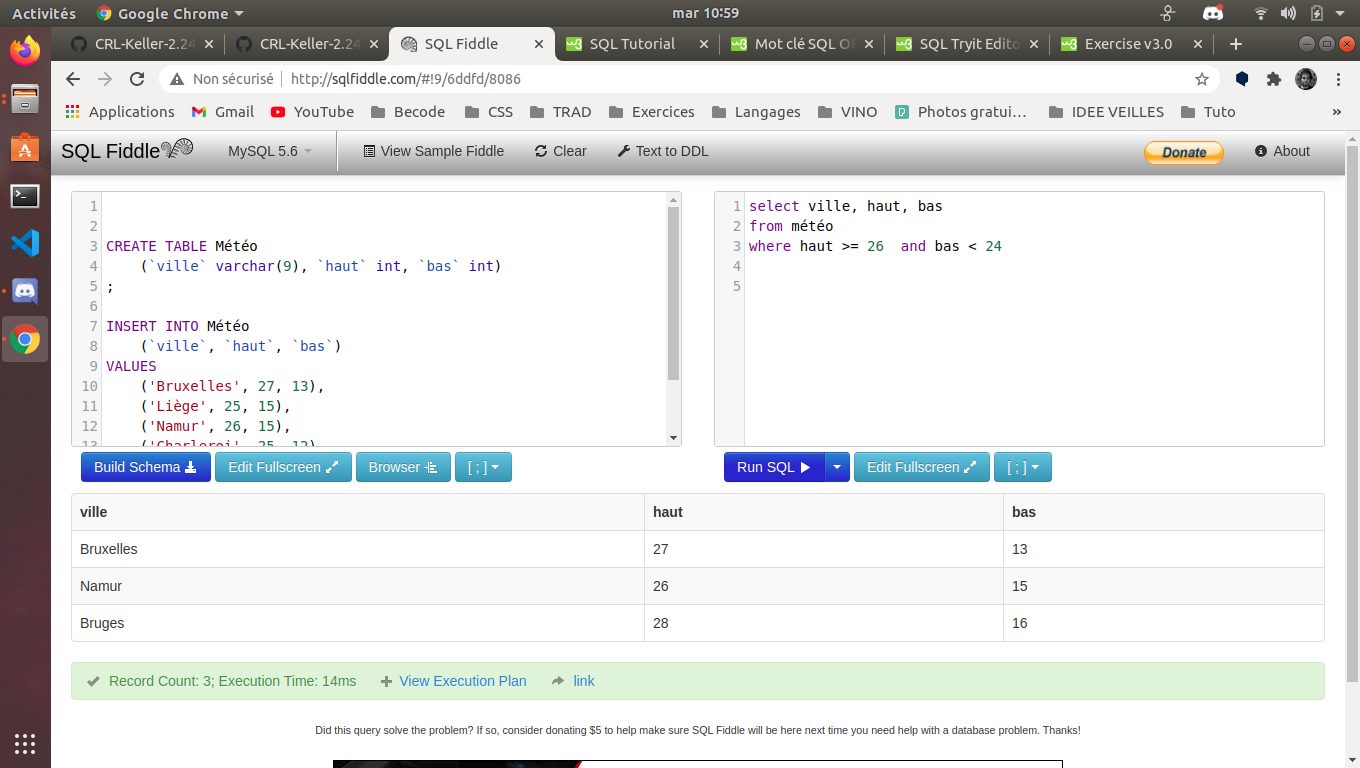 Activités
Google Chrome
mar 10:59
CRL-Keller-2.24
CRL-Keller-2.24
SQL Fiddle
SQL Tutorial
Mot clé SQL OR
SQL Tryit Edito
Exercise v3.0
Non sécurisé
http://sqlfiddle.com/#!9/6ddfd/8086
Applications
Gmail
YouTube
Becode
CSS
TRAD
Exercices
Langages
VINO
Photos gratui…
IDEE VEILLES
Tuto
»
SQL Fiddle
MySQL 5.6
View Sample Fiddle
Clear
Text to DDL
Donate
About
1
2
3 CREATE TABLE Météo
4 (`ville` varchar(9), `haut` int, `bas` int)
5 ;
6
7 INSERT INTO Météo
8 (`ville`, `haut`, `bas`)
9 VALUES
10 ('Bruxelles', 27, 13),
11 ('Liège', 25, 15),
12 ('Namur', 26, 15),
13 ('Charleroi', 25, 12)
1 select ville, haut, bas
2 from météo
3 where haut >= 26  and bas < 24
4
5
Build Schema
Edit Fullscreen
Browser
[ ; ]
Run SQL
Edit Fullscreen
[ ; ]
ville haut bas
Bruxelles 27 13
Namur 26 15
Bruges 28 16
Record Count: 3; Execution Time: 14ms
View Execution Plan
link
Did this query solve the problem? If so, consider donating $5 to help make sure SQL Fiddle will be here next time you need help with a database problem. Thanks!